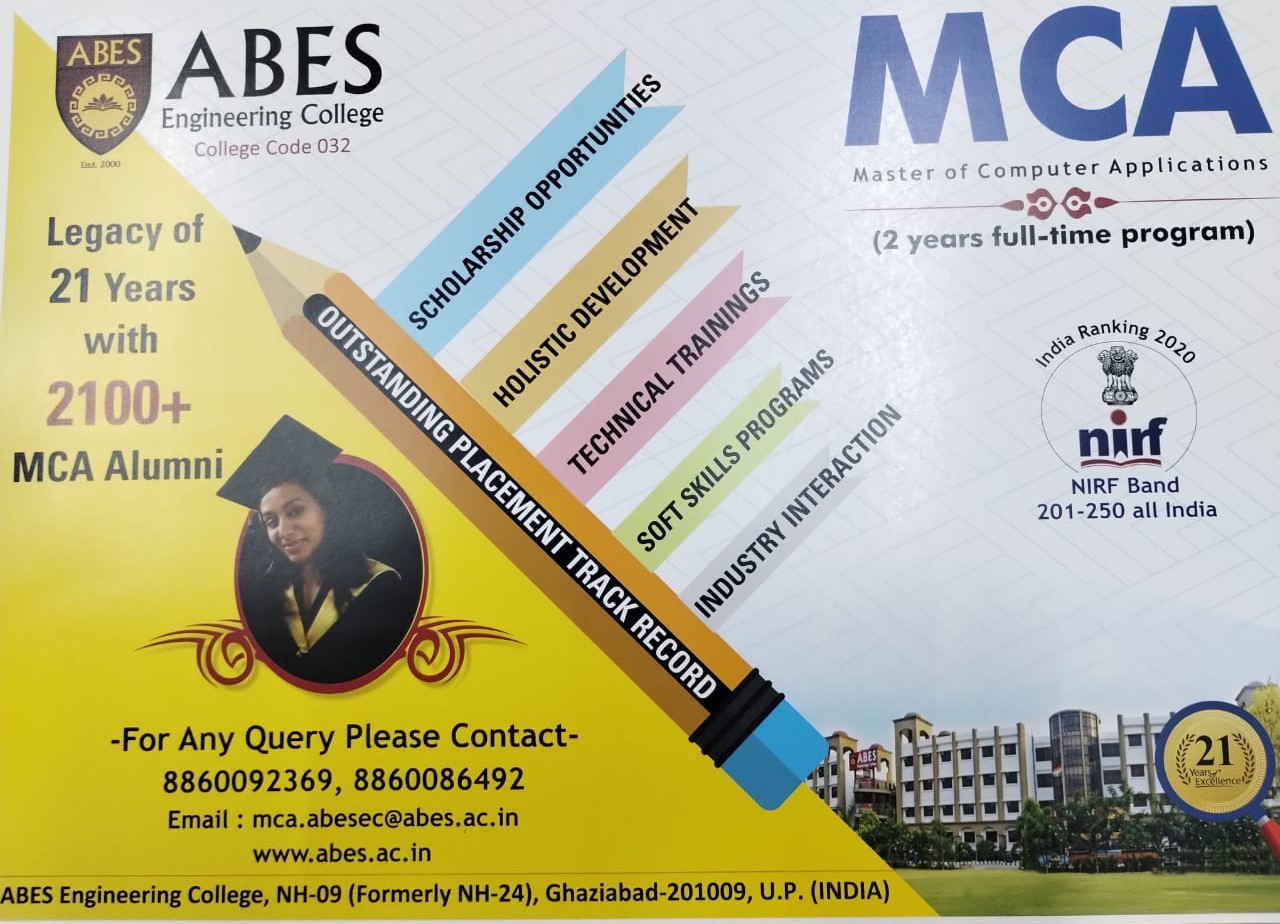 ABES
Estd. 2000
ABES
Engineering College
College Code 032
MCA
Master of Computer Applications
(2 years full-time program)
Legacy of
21 Years
with
2100+
MCA Alumni
SCHOLARSHIP OPPORTUNITIES
HOLISTIC DEVELOPMENT
TECHNICAL TRAININGS
SOFT SKILLS PROGRAMS
INDUSTRY INTERACTION
OUTSTANDING PLACEMENT TRACK RECORD
India Ranking 2020
nirf
NIRF Band
201-250 all India
-For Any Query Please Contact-
8860092369, 8860086492
Email : mca.abesec@abes.ac.in
www.abes.ac.in
ABES
21
Years of
Excellence
ABES Engineering College, NH-09 (Formerly NH-24), Ghaziabad-201009, U.P. (INDIA)